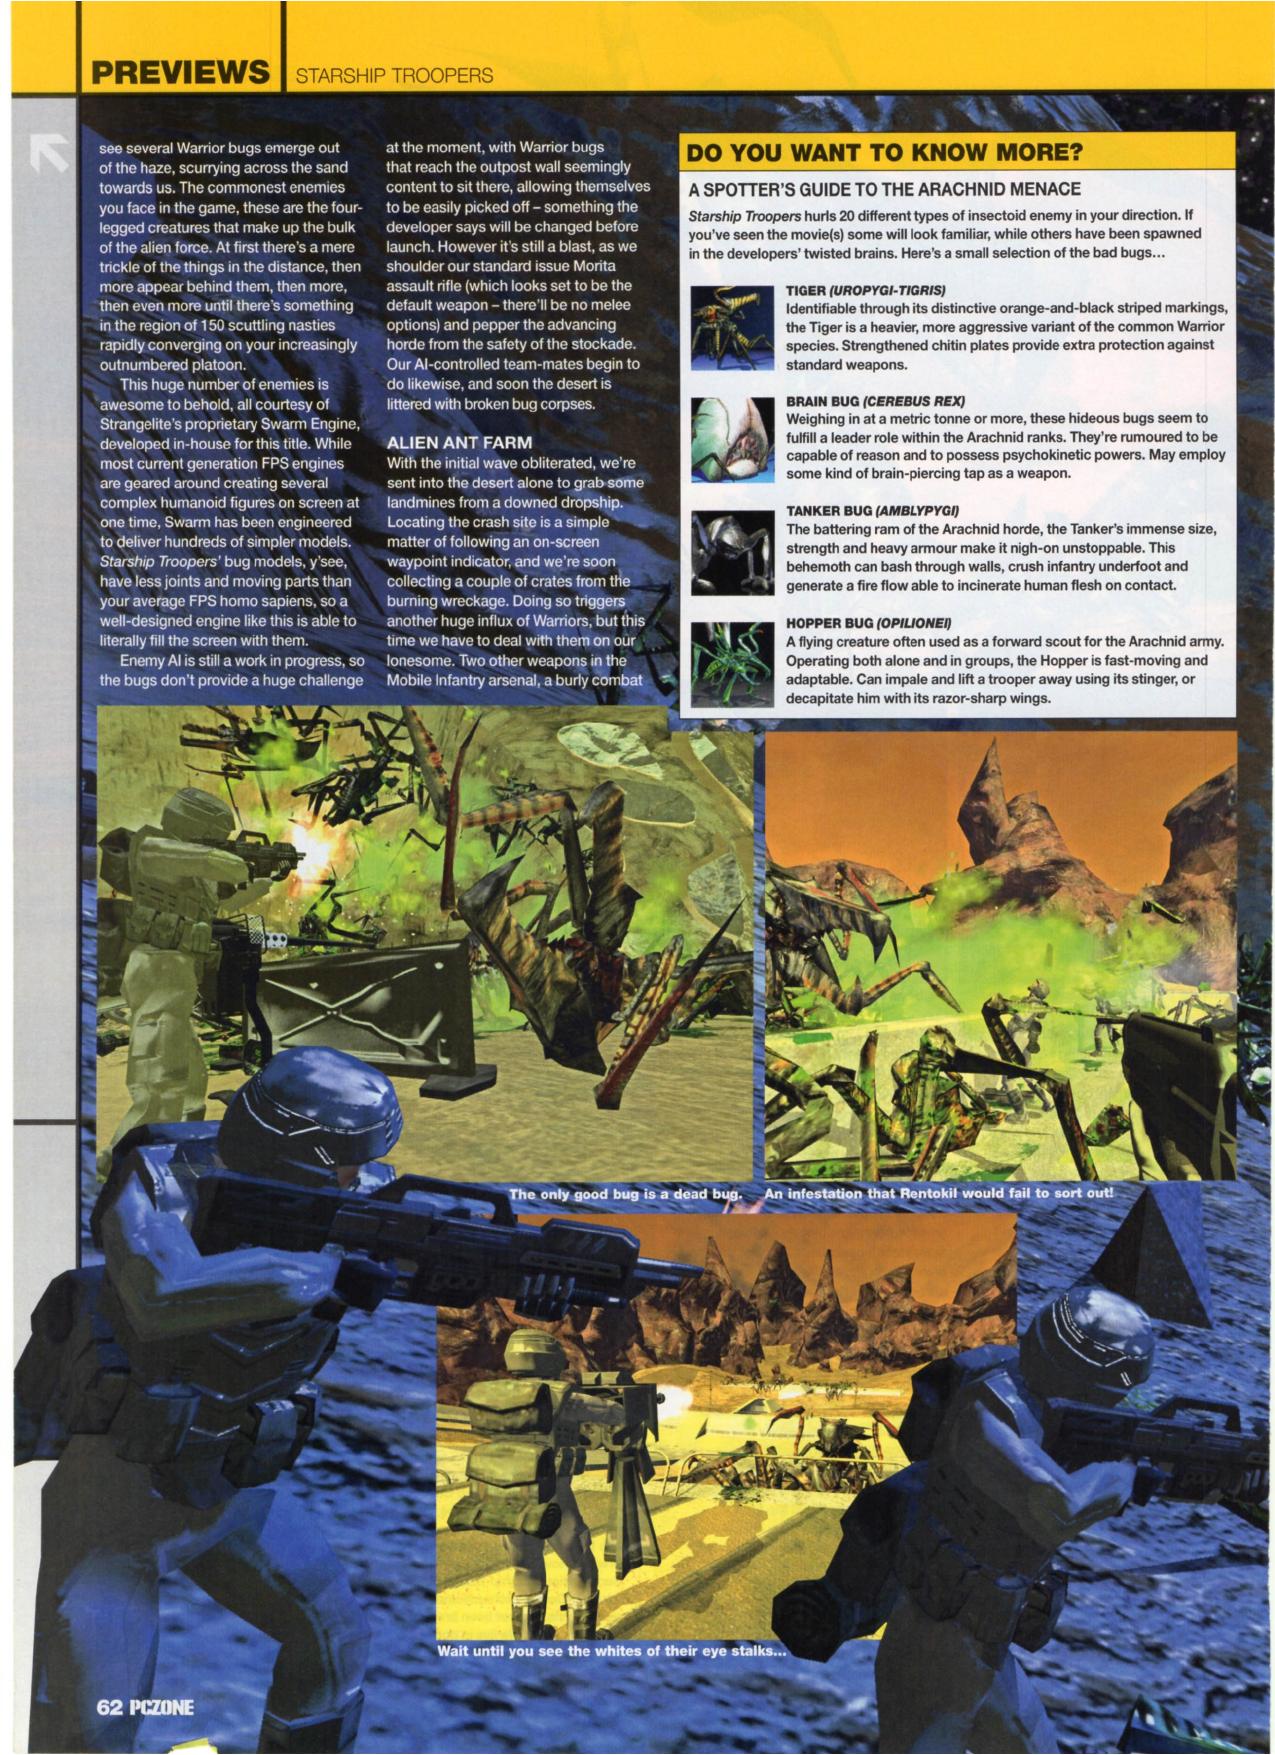 PREVIEWS
STARSHIP TROOPERS
see several Warrior bugs emerge out
of the haze, scurrying across the sand
towards us. The commonest enemies
you face in the game, these are the four-
legged creatures that make up the bulk
of the alien force. At first there's a mere
trickle of the things in the distance, then
more appear behind them, then more,
then even more until there's something
in the region of 150 scuttling nasties
rapidly converging on your increasingly
outnumbered platoon.
This huge number of enemies is
awesome to behold, all courtesy of
Strangelite's proprietary Swarm Engine,
developed in-house for this title. While
most current generation FPS engines
are geared around creating several
complex humanoid figures on screen at
one time, Swarm has been engineered
to deliver hundreds of simpler models.
Starship Troopers' bug models, y'see,
have less joints and moving parts than
your average FPS homo sapiens, so a
well-designed engine like this is able to
literally fill the screen with them.
Enemy AI is still a work in progress, so
the bugs don't provide a huge challenge
at the moment, with Warrior bugs
that reach the outpost wall seemingly
content to sit there, allowing themselves
to be easily picked off – something the
developer says will be changed before
launch. However it's still a blast, as we
shoulder our standard issue Morita
assault rifle (which looks set to be the
default weapon – there'll be no melee
options) and pepper the advancing
horde from the safety of the stockade.
Our AI-controlled team-mates begin to
do likewise, and soon the desert is
littered with broken bug corpses.
ALIEN ANT FARM
With the initial wave obliterated, we're
sent into the desert alone to grab some
landmines from a downed dropship.
Locating the crash site is a simple
matter of following an on-screen
waypoint indicator, and we're soon
collecting a couple of crates from the
burning wreckage. Doing so triggers
another huge influx of Warriors, but this
time we have to deal with them on our
lonesome. Two other weapons in the
Mobile Infantry arsenal, a burly combat
DO YOU WANT TO KNOW MORE?
A SPOTTER'S GUIDE TO THE ARACHNID MENACE
Starship Troopers hurls 20 different types of insectoid enemy in your direction. If
you've seen the movie(s) some will look familiar, while others have been spawned
in the developers' twisted brains. Here's a small selection of the bad bugs...
TIGER (UROPYGI-TIGRIS)
Identifiable through its distinctive orange-and-black striped markings,
the Tiger is a heavier, more aggressive variant of the common Warrior
species. Strengthened chitin plates provide extra protection against
standard weapons.
BRAIN BUG (CEREBUS REX)
Weighing in at a metric tonne or more, these hideous bugs seem to
fulfill a leader role within the Arachnid ranks. They're rumoured to be
capable of reason and to possess psychokinetic powers. May employ
some kind of brain-piercing tap as a weapon.
TANKER BUG (AMBLYPYGI)
The battering ram of the Arachnid horde, the Tanker's immense size,
strength and heavy armour make it nigh-on unstoppable. This
behemoth can bash through walls, crush infantry underfoot and
generate a fire flow able to incinerate human flesh on contact.
HOPPER BUG (OPILIONEI)
A flying creature often used as a forward scout for the Arachnid army.
Operating both alone and in groups, the Hopper is fast-moving and
adaptable. Can impale and lift a trooper away using its stinger, or
decapitate him with its razor-sharp wings.
The only good bug is a dead bug.
An infestation that Rentokil would fail to sort out!
Wait until you see the whites of their eye stalks...
62 PCZONE